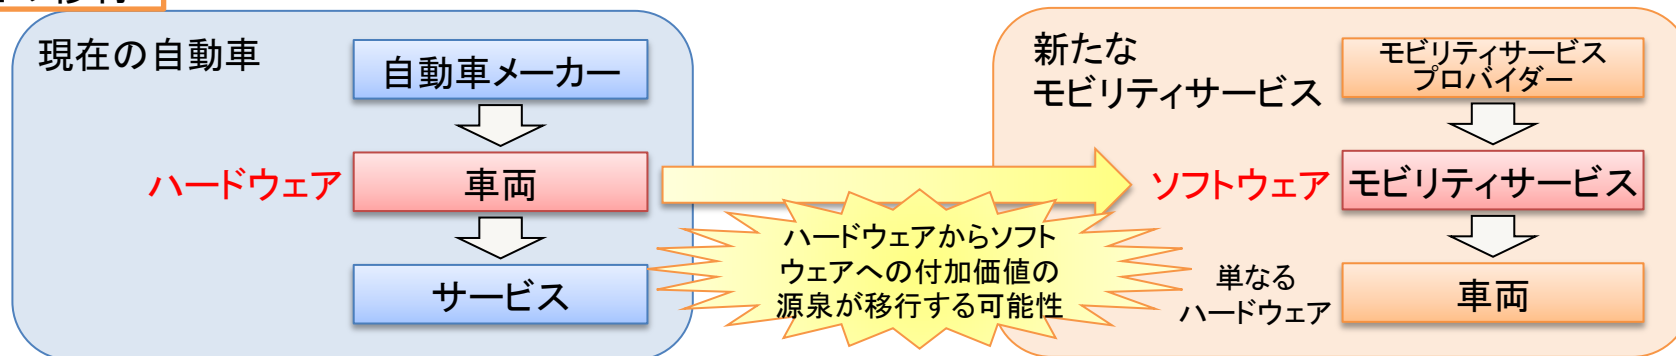 現在の自動車
自動車メーカー
ハードウェア
車両
サービス
ハードウェアからソフト
ウェアへの付加価値の
源泉が移行する可能性
新たな
モビリティサービス
モビリティサービス
プロバイダー
ソフトウェア
モビリティサービス
単なる
ハードウェア
車両